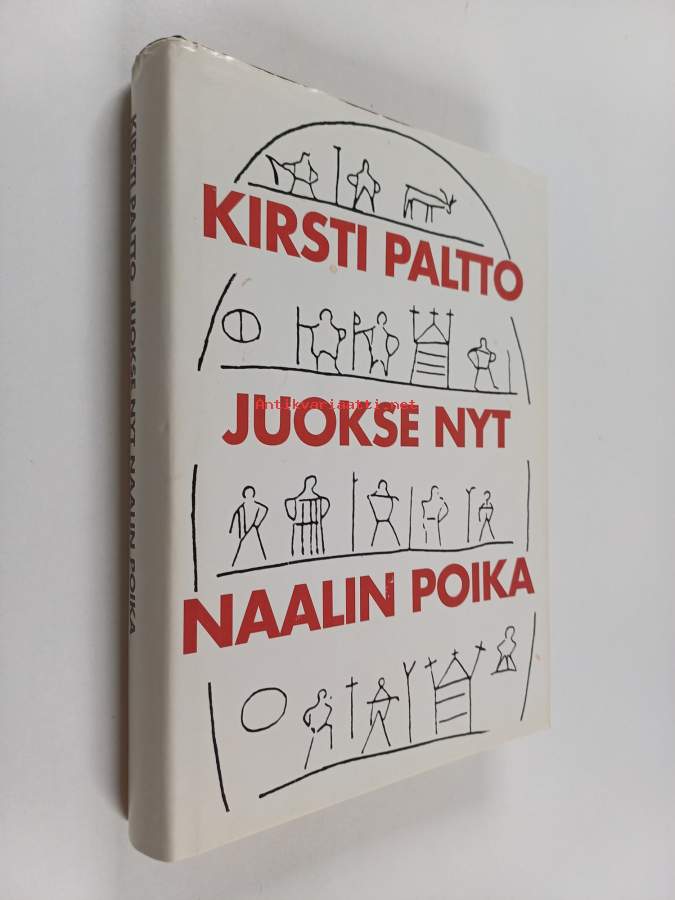 KIRSTI PALTTO
JUOKSE NYT
NAALIN POIKA
KIRSTI PALTTO JUOKSE NYT NAALIN POIKA
Antikvariaatti.net